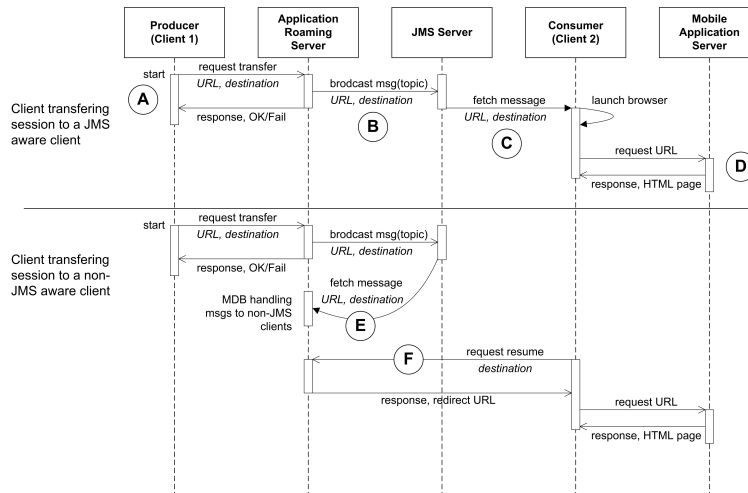 Producer
(Client 1)
Application
Roaming
Server
JMS Server
Consumer
(Client 2)
Mobile
Application
Server
start
request transfer
URL, destination
brodcast msg(topic)
URL, destination
A
response, OK/Fail
B
fetch message
URL, destination
launch browser
C
Client transfering
session to a JMS
aware client
request URL
response, HTML page
D
start
request transfer
URL, destination
brodcast msg(topic)
URL, destination
response, OK/Fail
Client transfering
session to a non-
JMS aware client
fetch message
URL, destination
MDB handling
msgs to non-JMS
clients
E
F
request resume
destination
response, redirect URL
request URL
response, HTML page